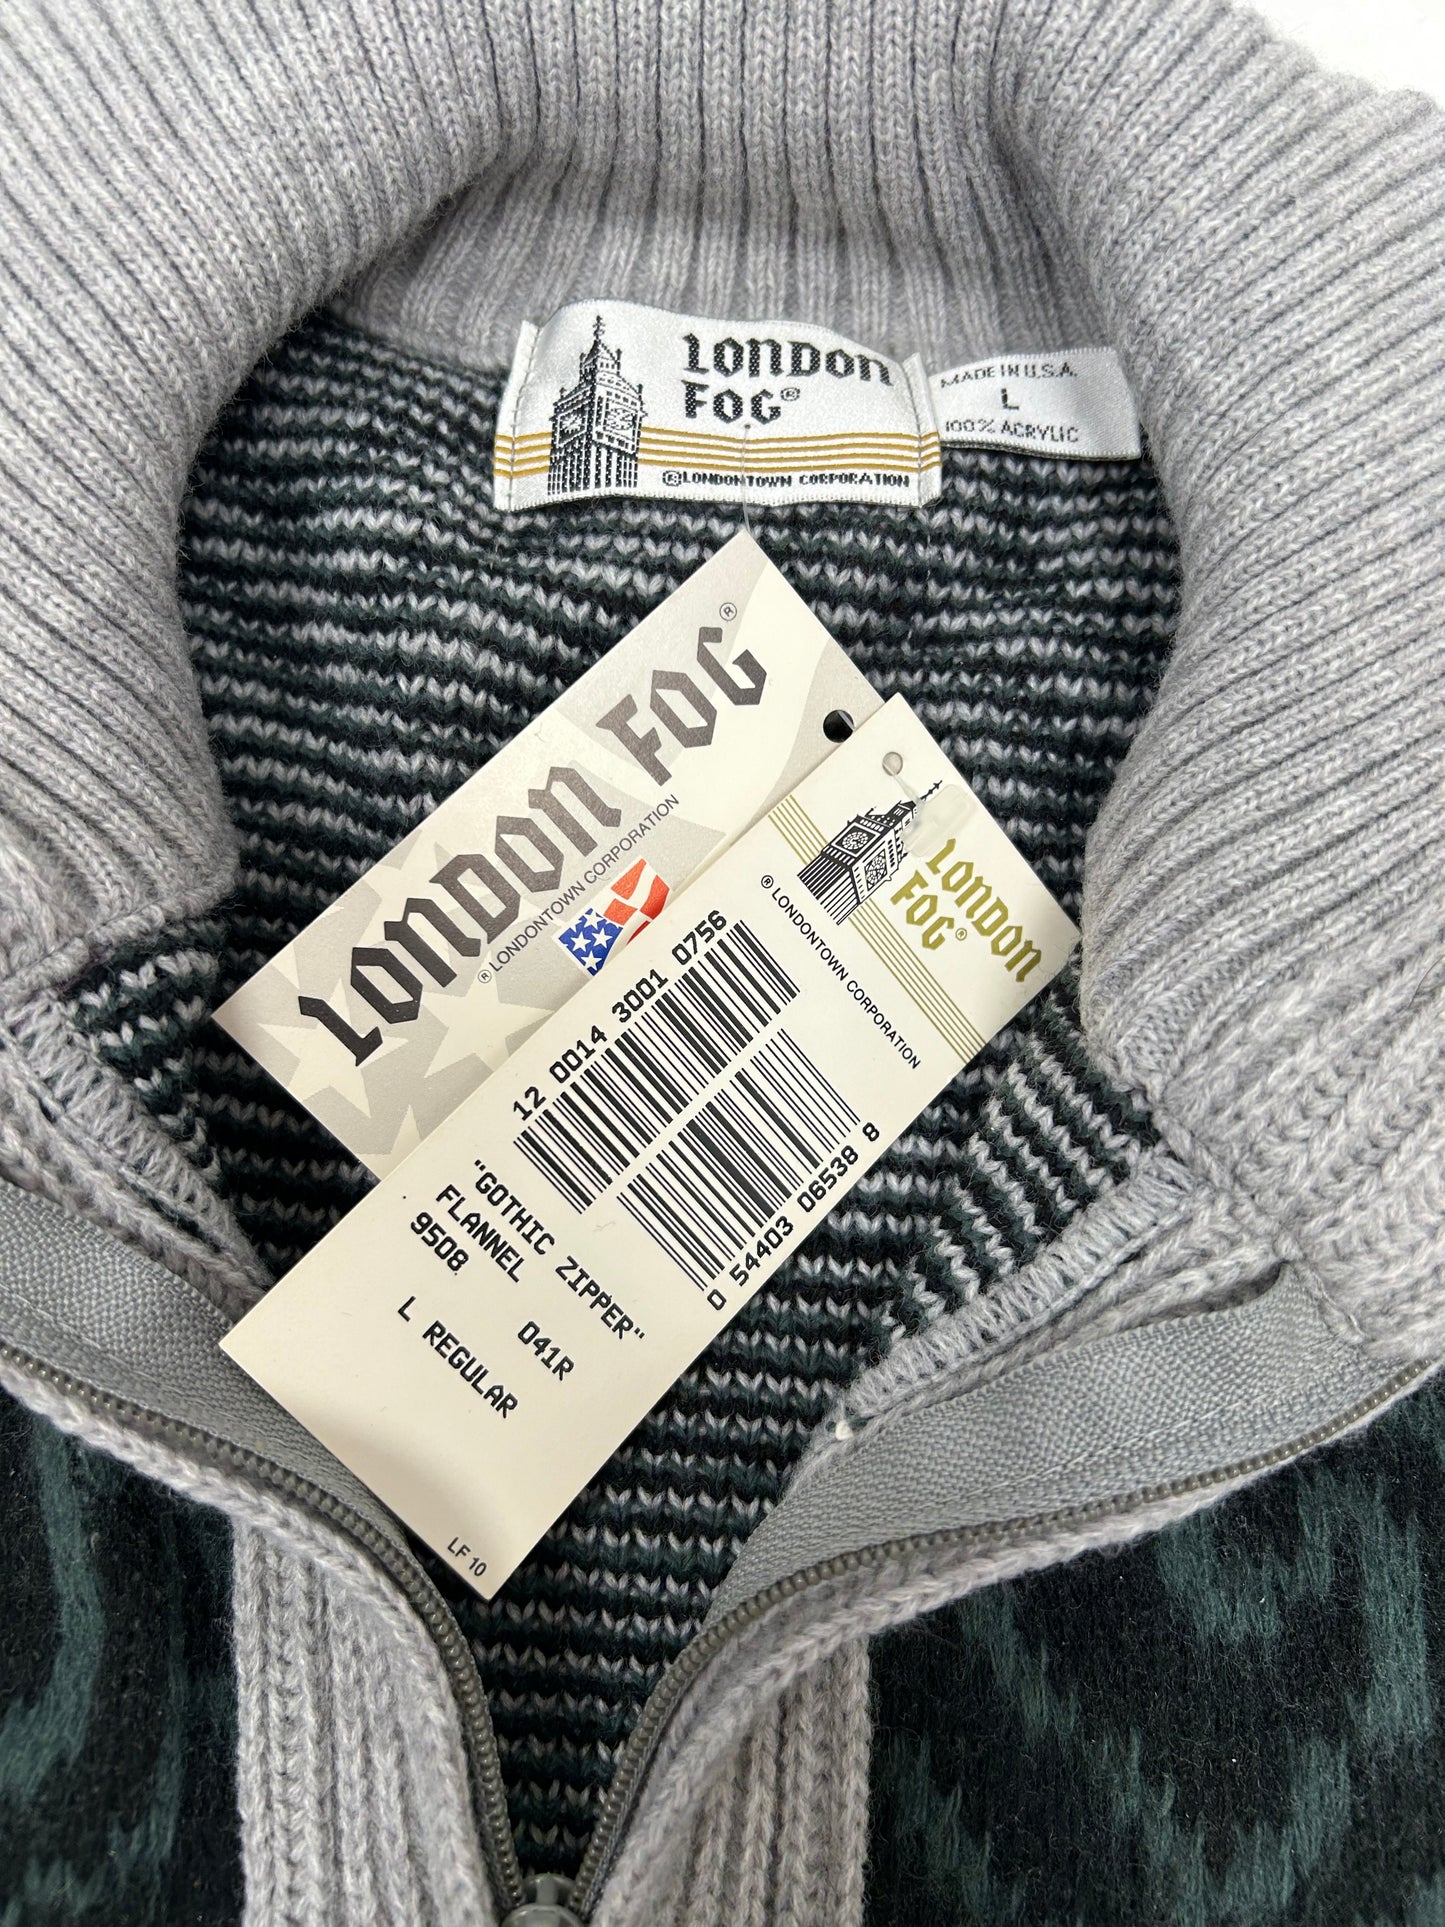 LONDON
FOG®
©LONDONTOWN CORPORATION
MADE IN U.S.A.
L
100% ACRYLIC
LONDON FOG®
® LONDONTOWN CORPORATION
LONDON
FOG®
® LONDONTOWN CORPORATION
12 0014 3001 0756
0 54403 06538 8
"GOTHIC ZIPPER"
FLANNEL
9508 041R
L REGULAR
LF 10